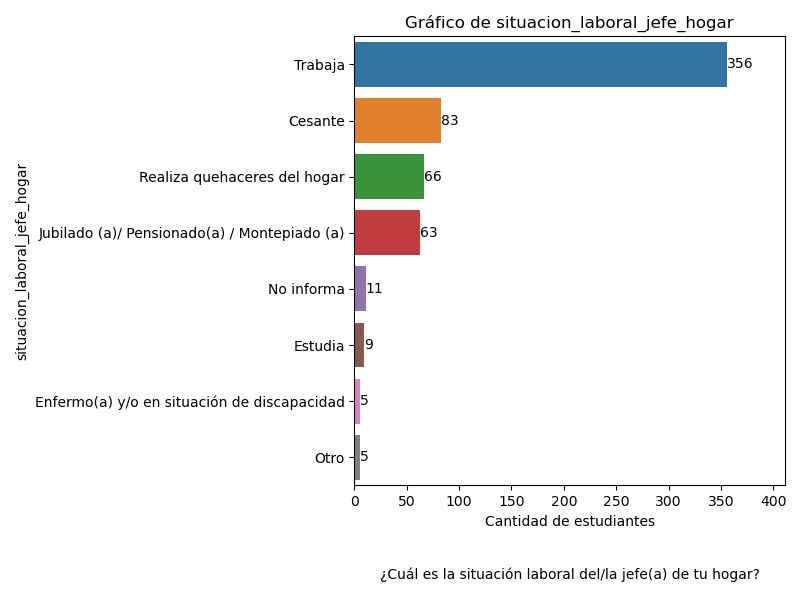 Gráfico de situacion_laboral_jefe_hogar
situacion_laboral_jefe_hogar
Trabaja 356
Cesante 83
Realiza quehaceres del hogar 66
Jubilado (a)/ Pensionado(a) / Montepiado (a) 63
No informa 11
Estudia 9
Enfermo(a) y/o en situación de discapacidad 5
Otro 5
0 50 100 150 200 250 300 350 400
Cantidad de estudiantes
¿Cuál es la situación laboral del/la jefe(a) de tu hogar?